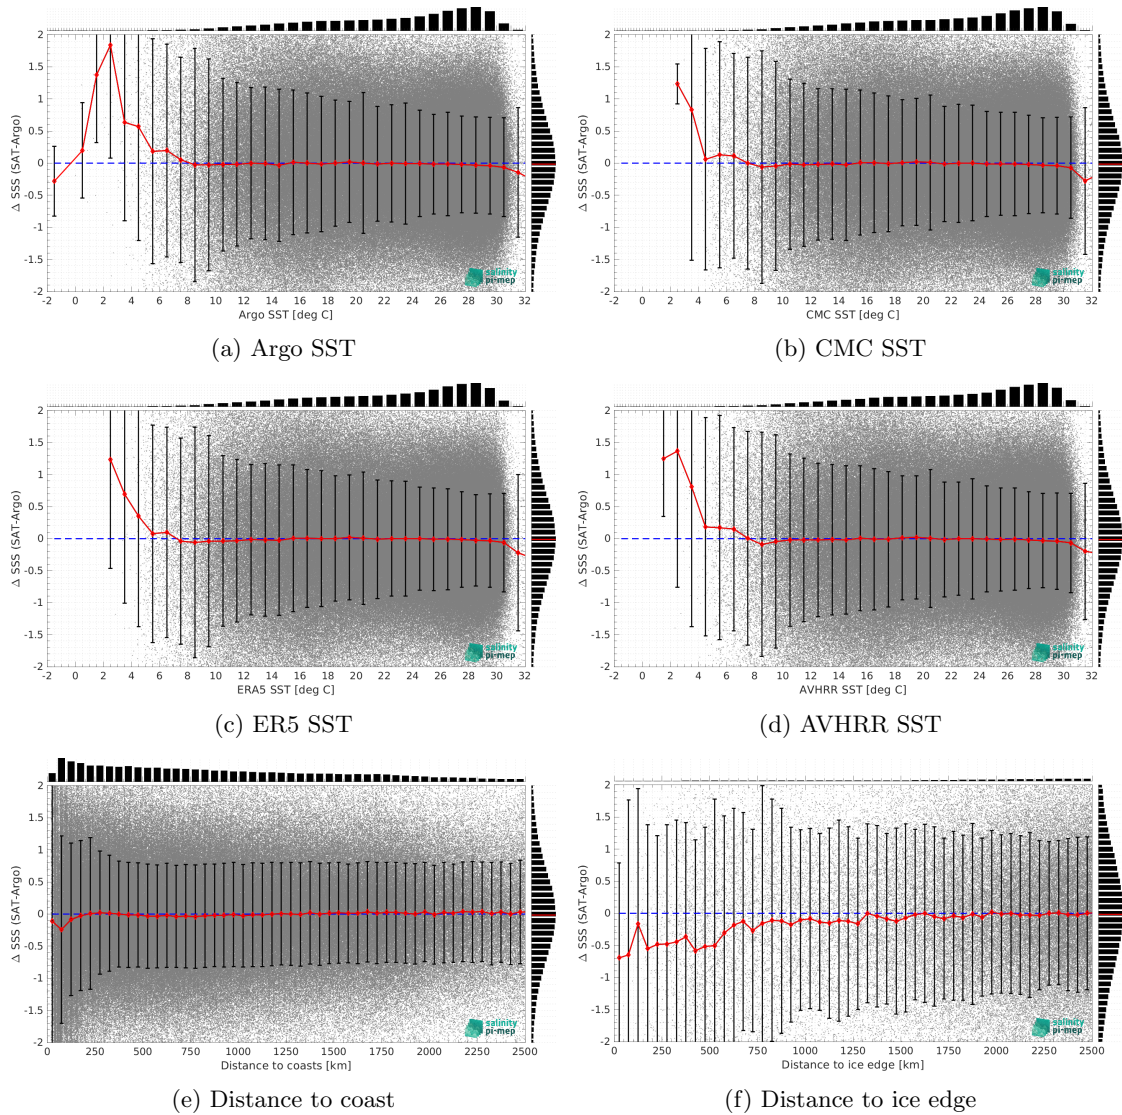 2
1.5
1
0.5
0
-0.5
-1
-1.5
-2
Δ SSS (SAT-Argo)
-2 0 2 4 6 8 10 12 14 16 18 20 22 24 26 28 30 32
Argo SST [deg C]
salinity
pi-mep
(a) Argo SST
2
1.5
1
0.5
0
-0.5
-1
-1.5
-2
Δ SSS (SAT-Argo)
-2 0 2 4 6 8 10 12 14 16 18 20 22 24 26 28 30 32
CMC SST [deg C]
salinity
pi-mep
(b) CMC SST
2
1.5
1
0.5
0
-0.5
-1
-1.5
-2
Δ SSS (SAT-Argo)
-2 0 2 4 6 8 10 12 14 16 18 20 22 24 26 28 30 32
ERA5 SST [deg C]
salinity
pi-mep
(c) ER5 SST
2
1.5
1
0.5
0
-0.5
-1
-1.5
-2
Δ SSS (SAT-Argo)
-2 0 2 4 6 8 10 12 14 16 18 20 22 24 26 28 30 32
AVHRR SST [deg C]
salinity
pi-mep
(d) AVHRR SST
2
1.5
1
0.5
0
-0.5
-1
-1.5
-2
Δ SSS (SAT-Argo)
0 250 500 750 1000 1250 1500 1750 2000 2250 2500
Distance to coasts [km]
salinity
pi-mep
(e) Distance to coast
2
1.5
1
0.5
0
-0.5
-1
-1.5
-2
Δ SSS (SAT-Argo)
0 250 500 750 1000 1250 1500 1750 2000 2250 2500
Distance to ice edge [km]
salinity
pi-mep
(f) Distance to ice edge